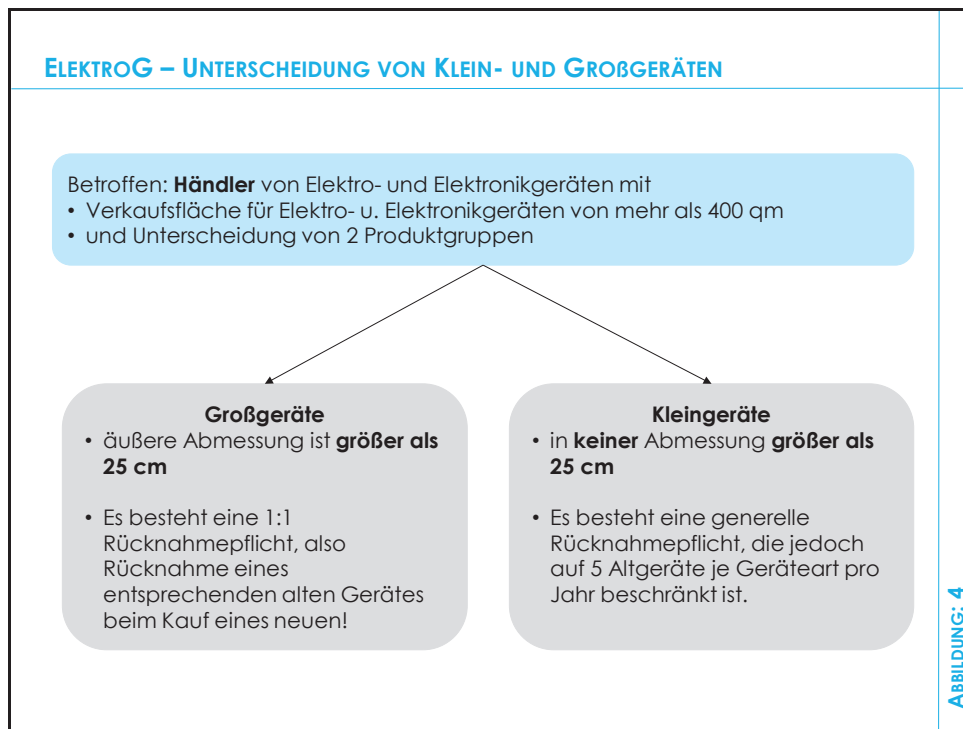 ELEKTROG – UNTERSCHEIDUNG VON KLEIN- UND GROßGERÄTEN
Betroffen: Händler von Elektro- und Elektronikgeräten mit
• Verkaufsfläche für Elektro- u. Elektronikgeräten von mehr als 400 qm
• und Unterscheidung von 2 Produktgruppen
Großgeräte
• äußere Abmessung ist größer als
25 cm
• Es besteht eine 1:1
Rücknahmepflicht, also
Rücknahme eines
entsprechenden alten Gerätes
beim Kauf eines neuen!
Kleingeräte
• in keiner Abmessung größer als
25 cm
• Es besteht eine generelle
Rücknahmepflicht, die jedoch
auf 5 Altgeräte je Geräteart pro
Jahr beschränkt ist.
ABBILDUNG: 4